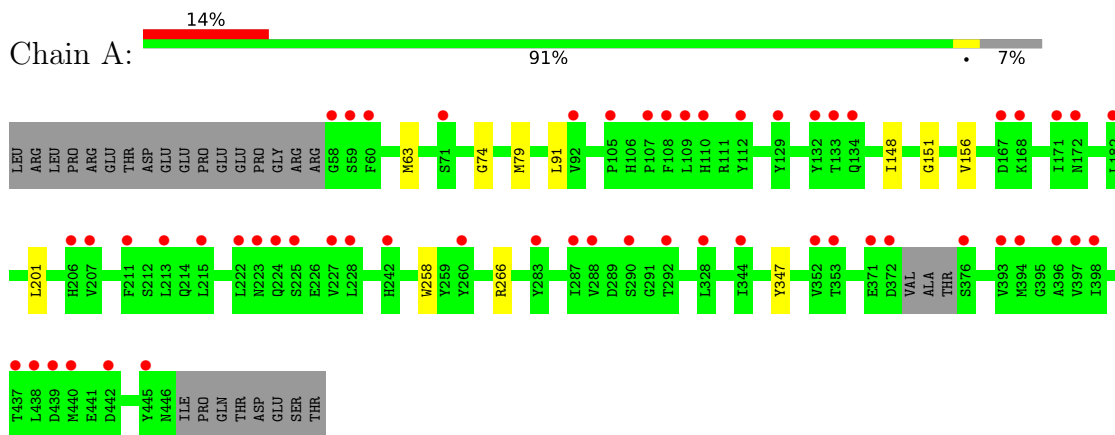 14%
Chain A:
91% • 7%
LEU ARG LEU PRO ARG GLU THR ASP GLU GLU GLU PRO GLU GLU PRO GLY ARG ARG G58 S59 F60 M63 S71 G74 M79 L91 V92 P105 H106 P107 F108 L109 H110 R111 Y112 Y129 Y132 T133 Q134 I148 G151 V156 D167 K168 I171 N172 L182
L201 H206 V207 F211 S212 L213 Q214 L215 L222 N223 Q224 S225 E226 V227 L228 H242 W258 Y259 Y260 R266 Y283 I287 V288 D289 S290 G291 T292 L328 I344 Y347 V352 T353 E371 D372 VAL ALA THR S376 V393 M394 G395 A396 V397 I398
T437 L438 D439 M440 E441 D442 Y445 N446 ILE PRO GLN THR ASP GLU SER THR